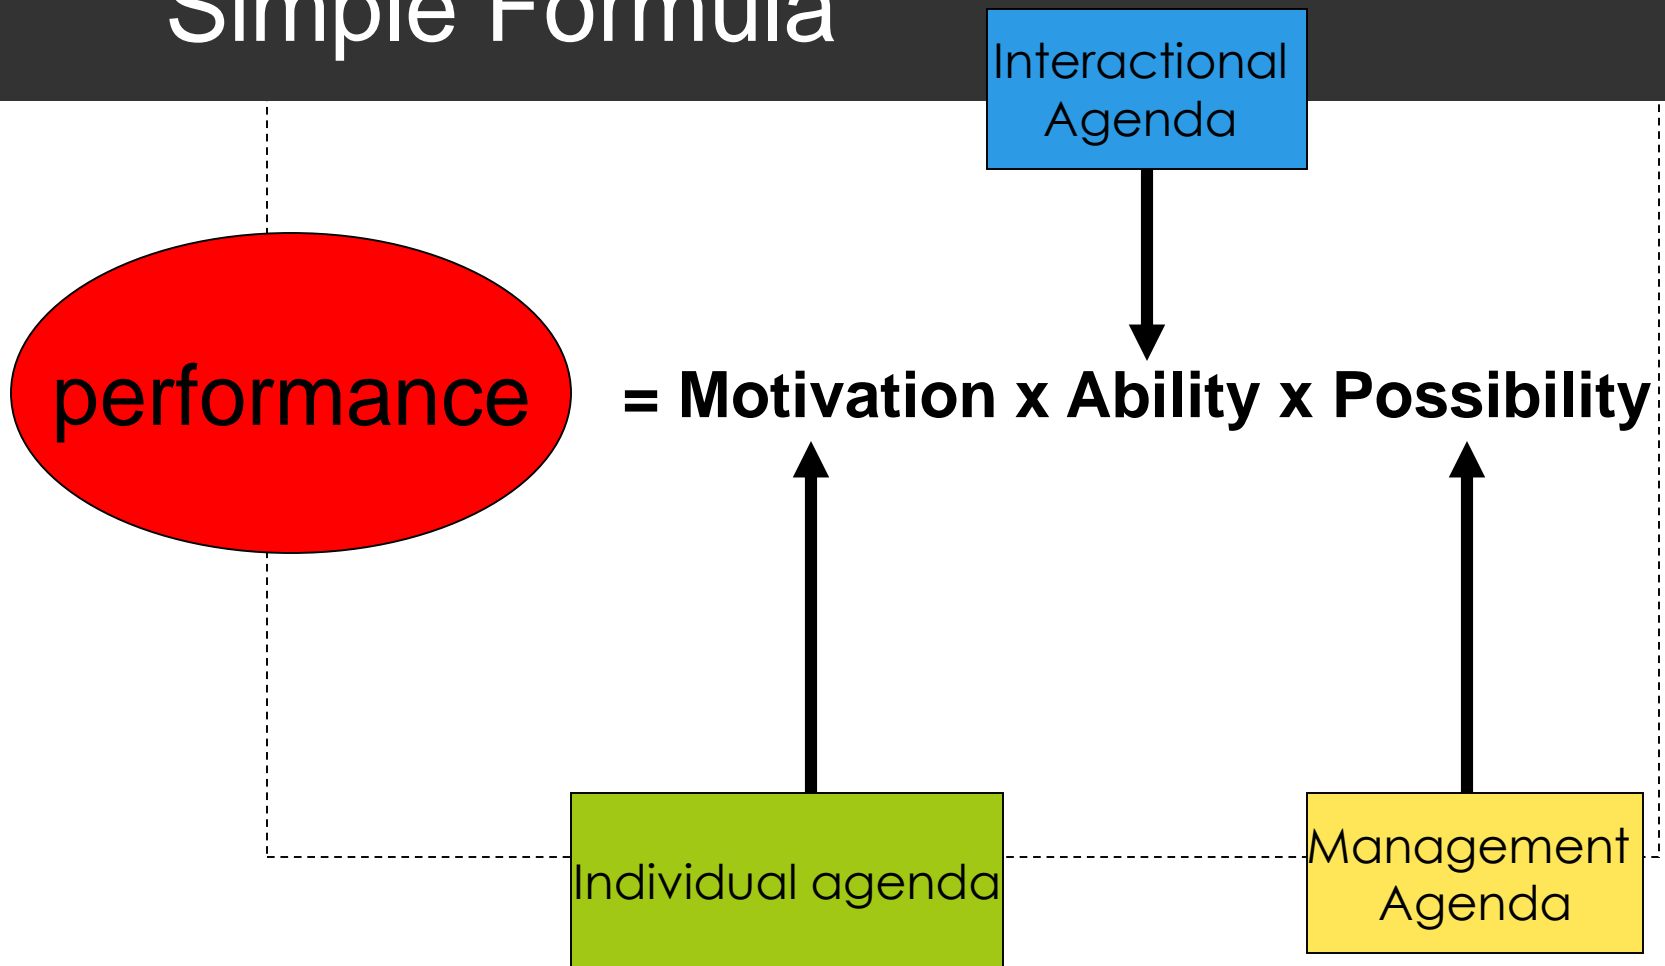 Simple Formula
Interactional
Agenda
performance
= Motivation x Ability x Possibility
Individual agenda
Management
Agenda